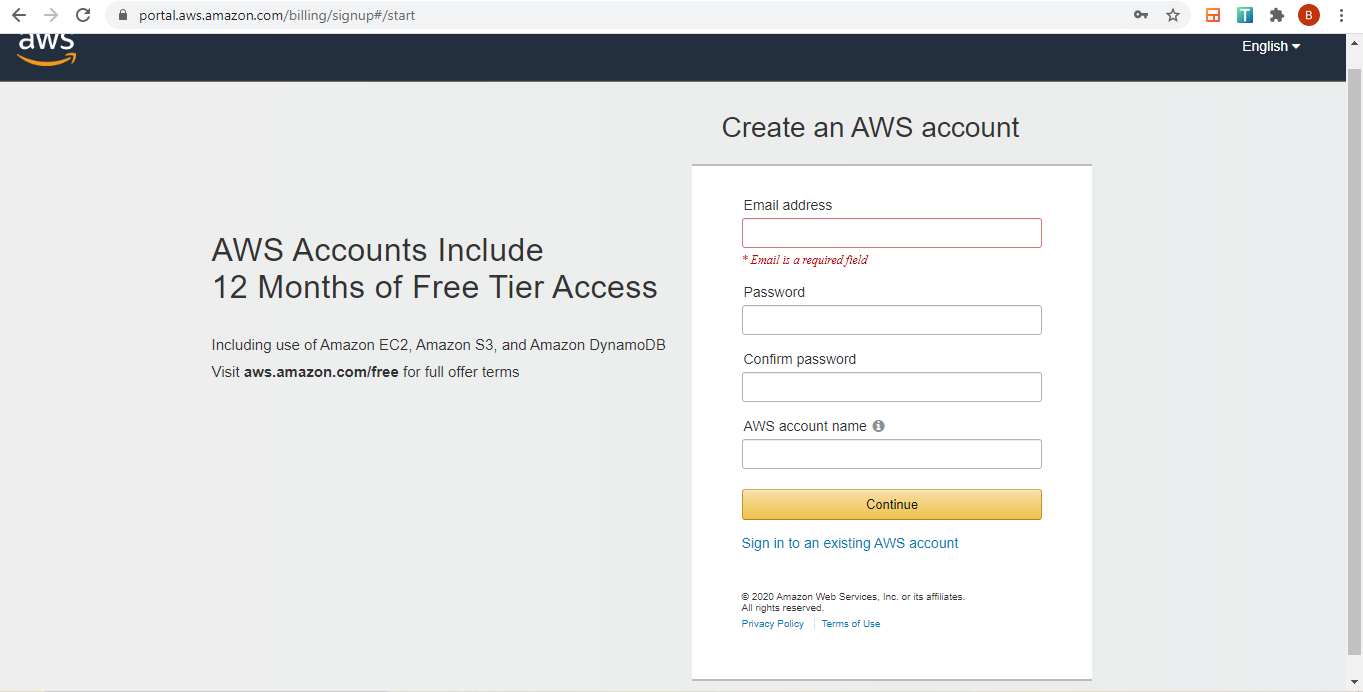 portal.aws.amazon.com/billing/signup#/start
T
B
aws
English
Create an AWS account
AWS Accounts Include
12 Months of Free Tier Access
Including use of Amazon EC2, Amazon S3, and Amazon DynamoDB
Visit aws.amazon.com/free for full offer terms
Email address
* Email is a required field
Password
Confirm password
AWS account name
Continue
Sign in to an existing AWS account
© 2020 Amazon Web Services, Inc. or its affiliates.
All rights reserved.
Privacy Policy | Terms of Use